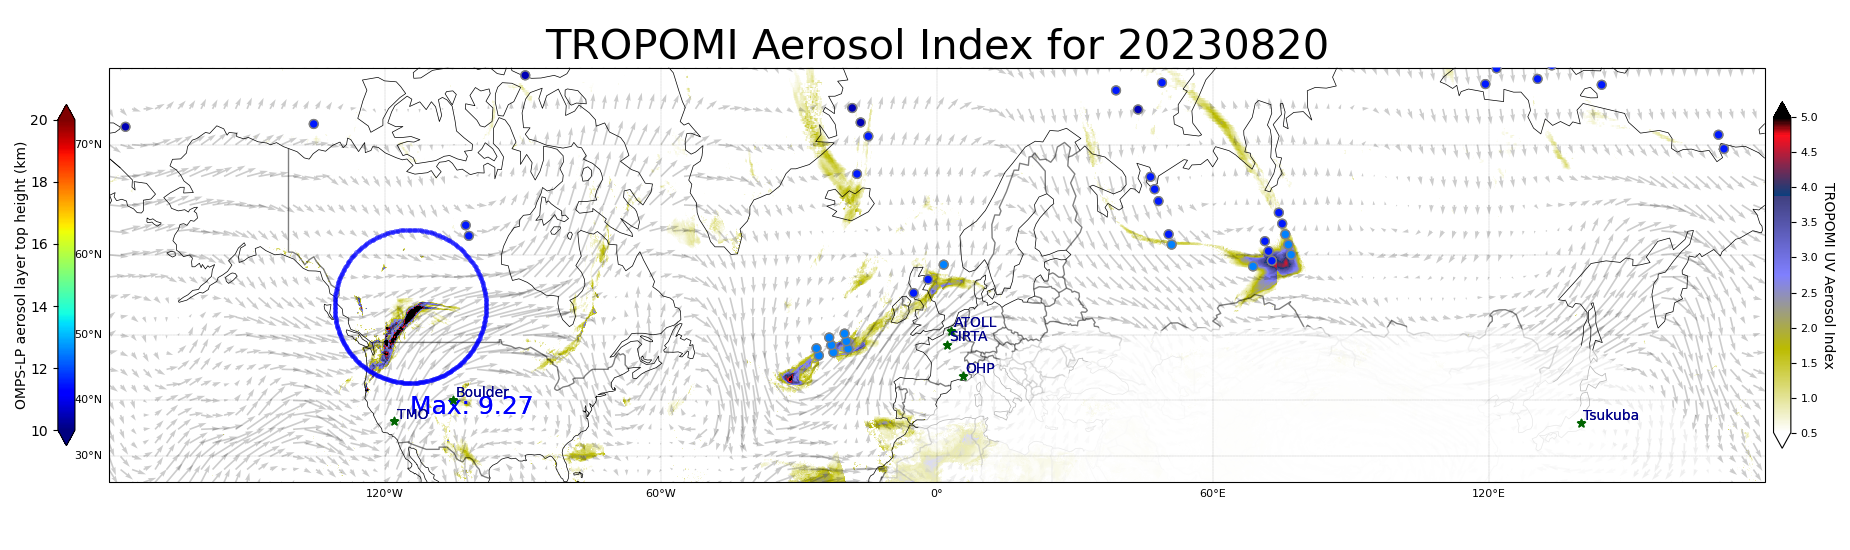 TROPOMI Aerosol Index for 20230820
OMPS-LP aerosol layer top height (km)
20
18
16
14
12
10
70°N
60°N
50°N
40°N
30°N
120°W
60°W
0°
60°E
120°E
ATOLL
SIRTA
OHP
Boulder
Max: 9.27
TMO
Tsukuba
5.0
4.5
4.0
3.5
3.0
2.5
2.0
1.5
1.0
0.5
TROPOMI UV Aerosol Index